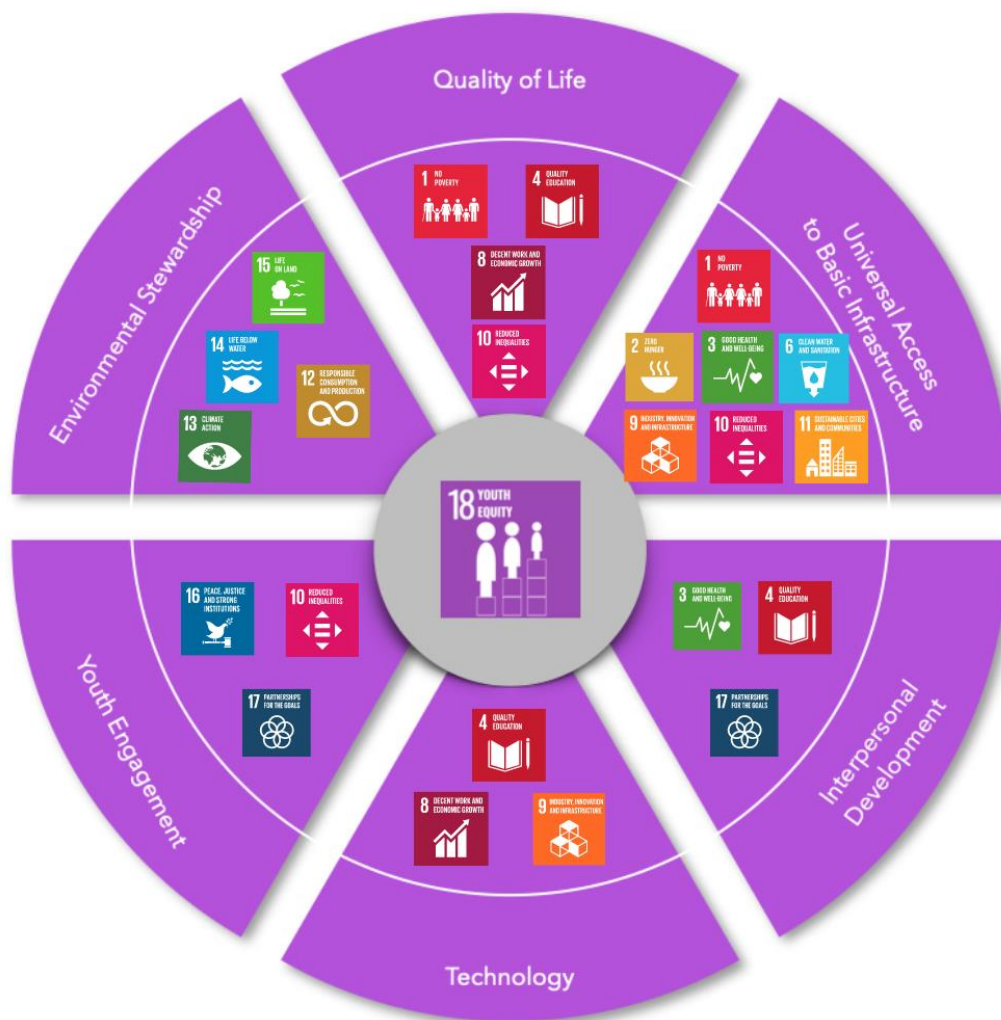 Quality of Life
1 NO
POVERTY
4 QUALITY
EDUCATION
8 DECENT WORK AND
ECONOMIC GROWTH
10 REDUCED
INEQUALITIES
Universal Access
to Basic Infrastructure
1 NO
POVERTY
2 ZERO
HUNGER
3 GOOD HEALTH
AND WELL-BEING
6 CLEAN WATER
AND SANITATION
9 INDUSTRY, INNOVATION
AND INFRASTRUCTURE
10 REDUCED
INEQUALITIES
11 SUSTAINABLE CITIES
AND COMMUNITIES
Interpersonal
Development
3 GOOD HEALTH
AND WELL-BEING
4 QUALITY
EDUCATION
17 PARTNERSHIPS
FOR THE GOALS
Technology
4 QUALITY
EDUCATION
8 DECENT WORK AND
ECONOMIC GROWTH
9 INDUSTRY, INNOVATION
AND INFRASTRUCTURE
Youth Engagement
16 PEACE, JUSTICE
AND STRONG
INSTITUTIONS
10 REDUCED
INEQUALITIES
17 PARTNERSHIPS
FOR THE GOALS
Environmental Stewardship
15 LIFE
ON LAND
14 LIFE BELOW
WATER
12 RESPONSIBLE
CONSUMPTION
AND PRODUCTION
13 CLIMATE
ACTION
18 YOUTH
EQUITY